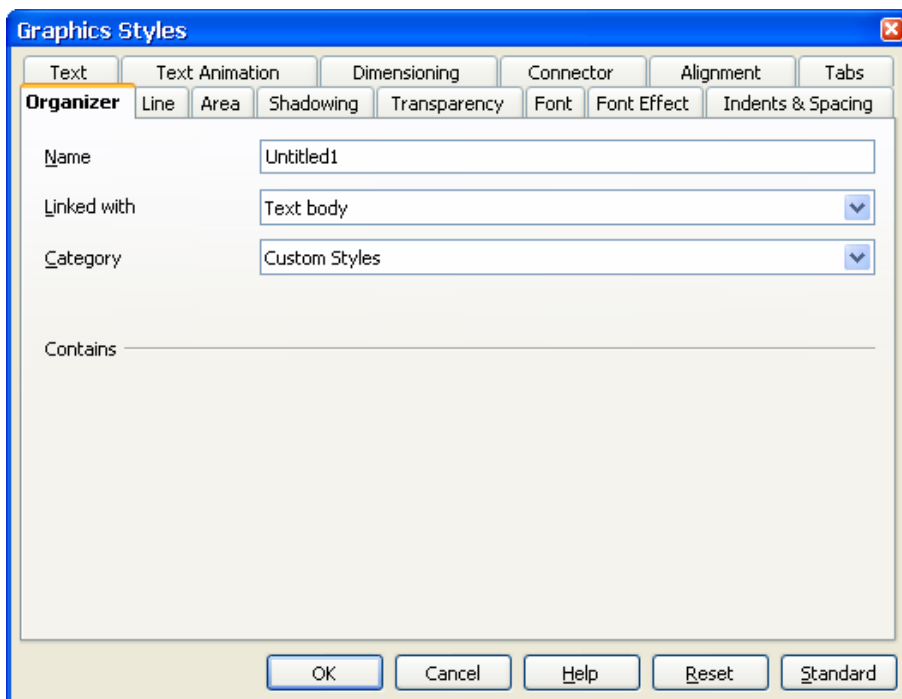 Graphics Styles
Text Text Animation Dimensioning Connector Alignment Tabs
Organizer Line Area Shadowing Transparency Font Font Effect Indents & Spacing
Name Untitled1
Linked with Text body
Category Custom Styles
Contains
OK Cancel Help Reset Standard